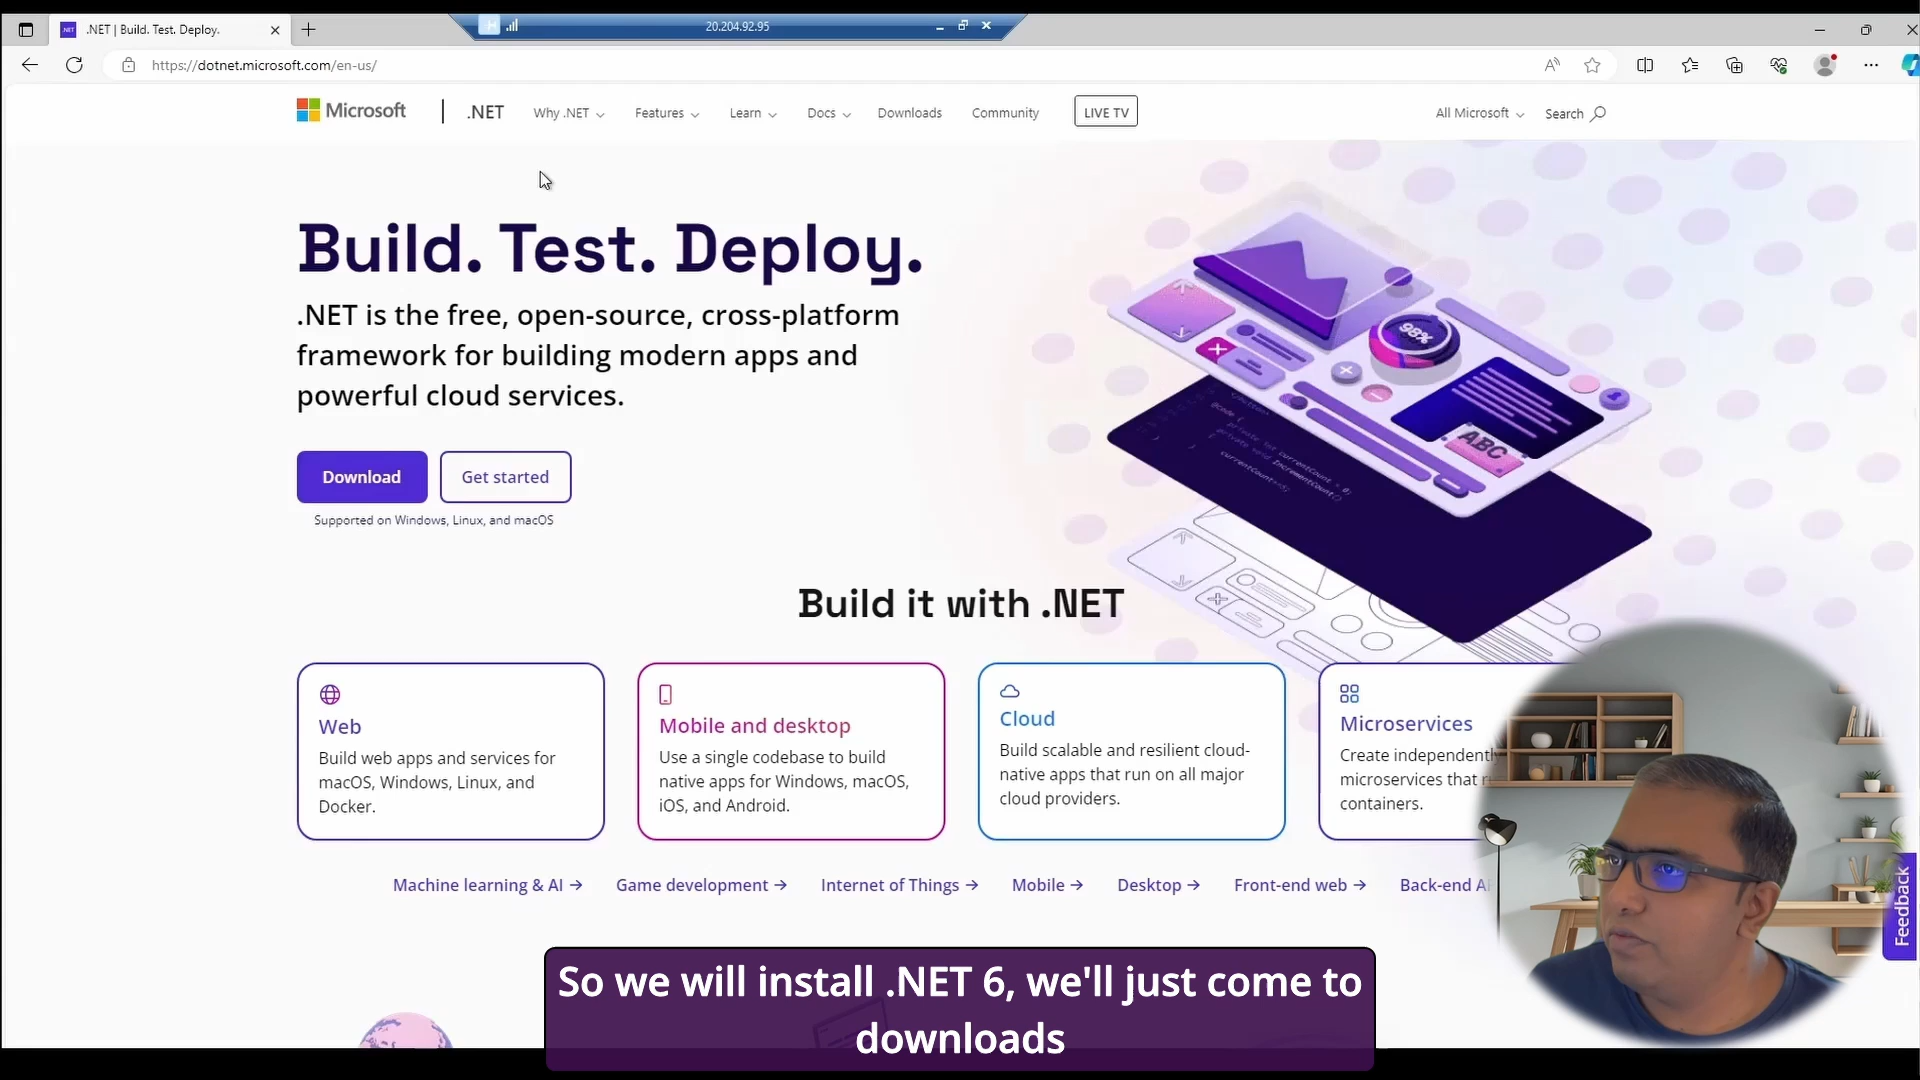 .NET | Build. Test. Deploy.
20.204.92.95
https://dotnet.microsoft.com/en-us/
Microsoft
.NET
Why .NET
Features
Learn
Docs
Downloads
Community
LIVE TV
All Microsoft
Search
Build. Test. Deploy.
.NET is the free, open-source, cross-platform
framework for building modern apps and
powerful cloud services.
Download
Get started
Supported on Windows, Linux, and macOS
98%
ABC
Build it with .NET
Web
Build web apps and services for
macOS, Windows, Linux, and
Docker.
Mobile and desktop
Use a single codebase to build
native apps for Windows, macOS,
iOS, and Android.
Cloud
Build scalable and resilient cloud-
native apps that run on all major
cloud providers.
Microservices
Create independently
microservices that
containers.
Machine learning & AI →
Game development →
Internet of Things →
Mobile →
Desktop →
Front-end web →
Back-end
Feedback
So we will install .NET 6, we'll just come to
downloads